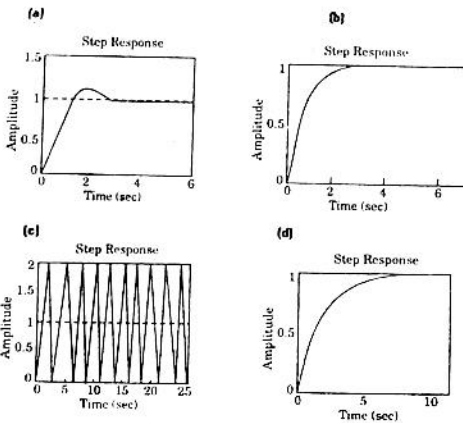 (a)
Step Response
1.5
1
0.5
0
Amplitude
0 2 4 6
Time (sec)
(b)
Step Response
1
0.5
0
Amplitude
0 2 4 6
Time (sec)
(c)
Step Response
2
1.5
1
0.5
0
Amplitude
0 5 10 15 20 25
Time (sec)
(d)
Step Response
1
0.5
0
Amplitude
0 5 10
Time (sec)